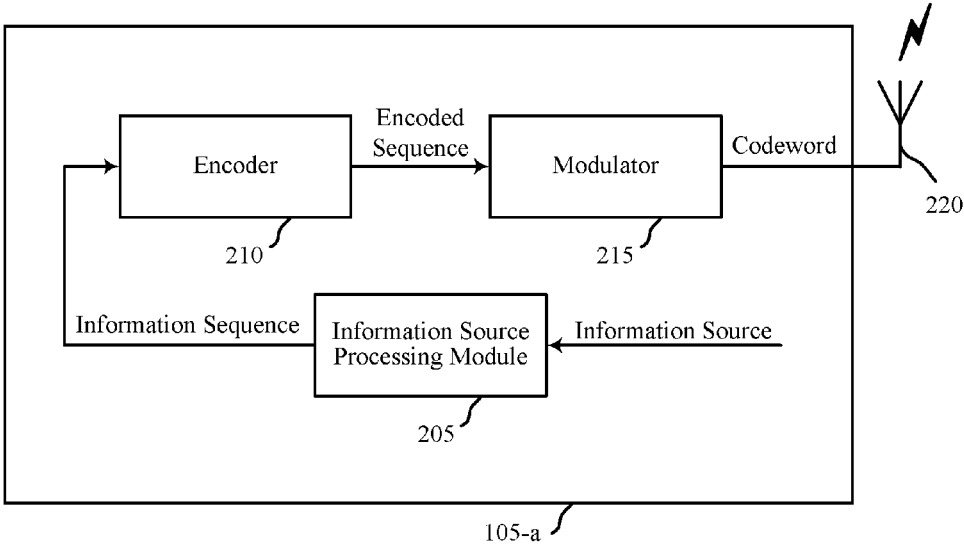 Encoded
Sequence
Codeword
Encoder
Modulator
210
215
220
Information Sequence
Information Source
Processing Module
Information Source
205
105-a